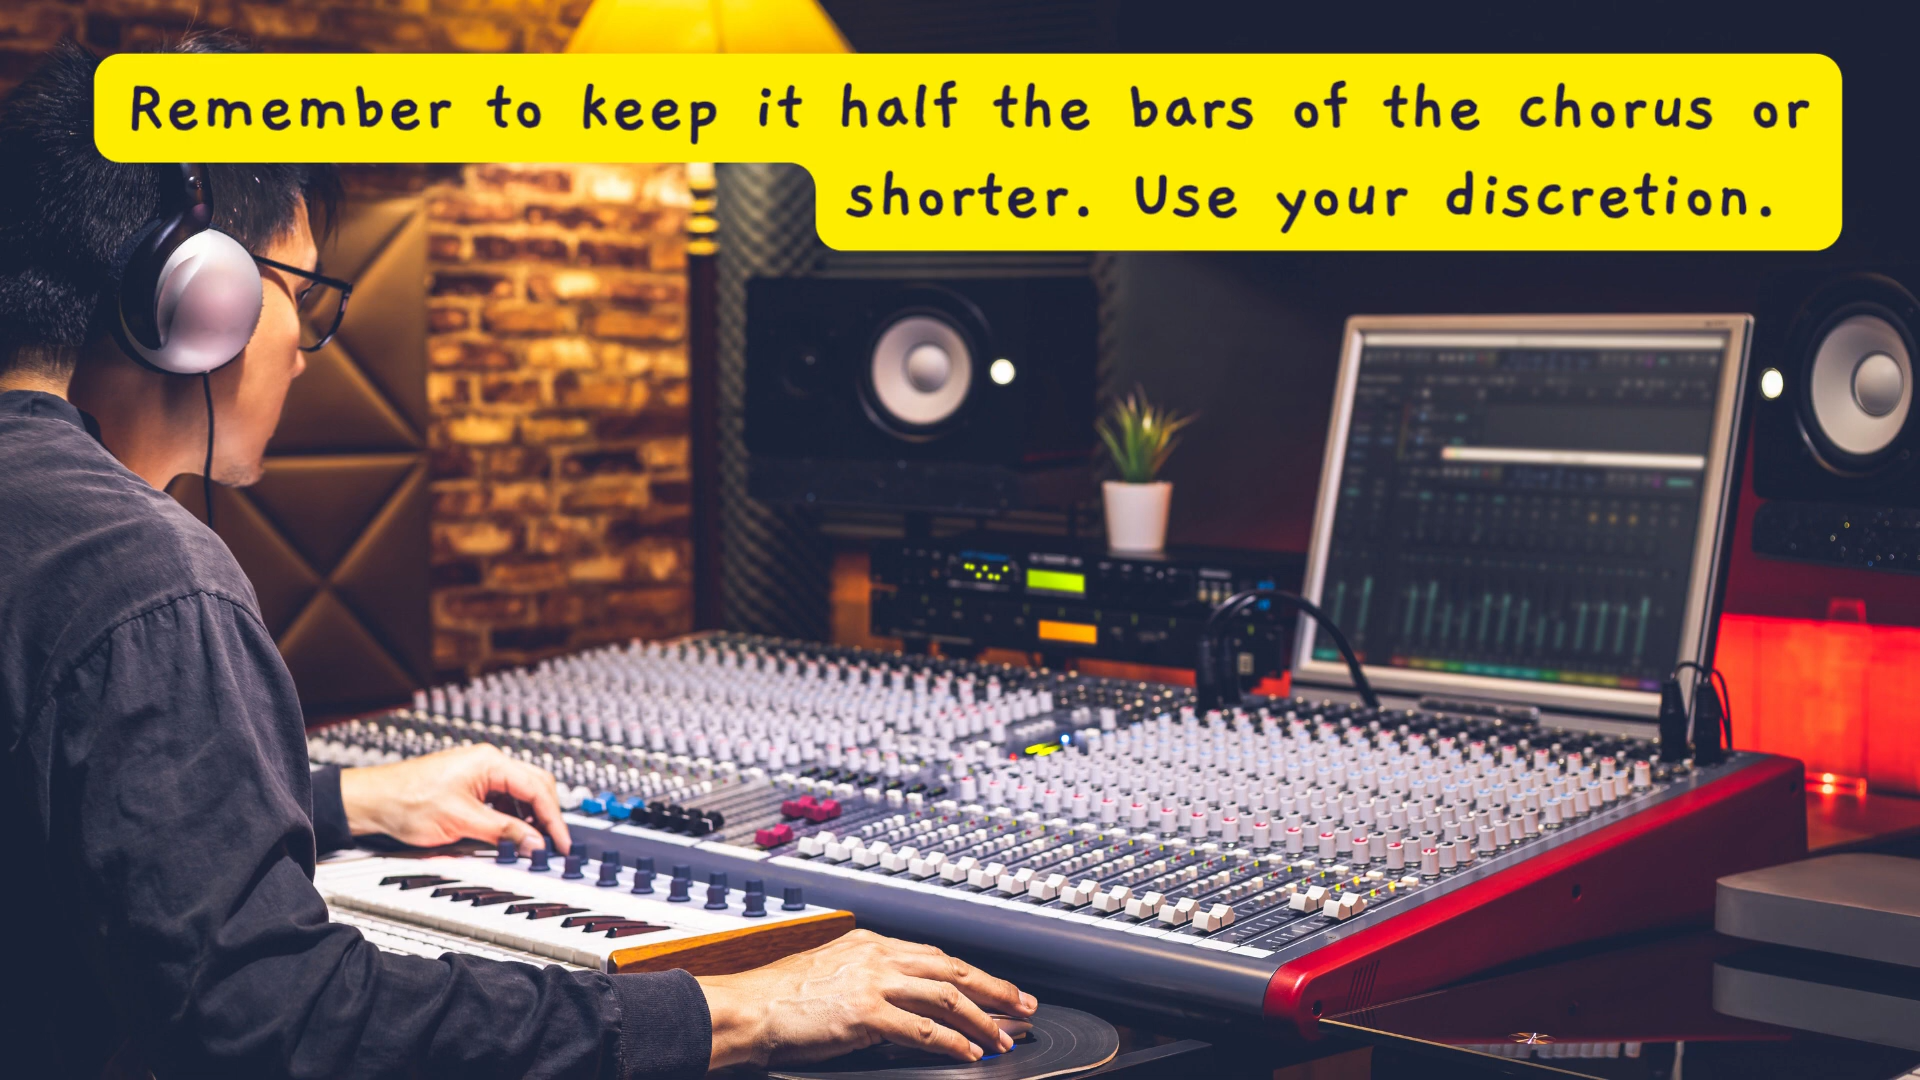 Remember to keep it half the bars of the chorus or
shorter. Use your discretion.